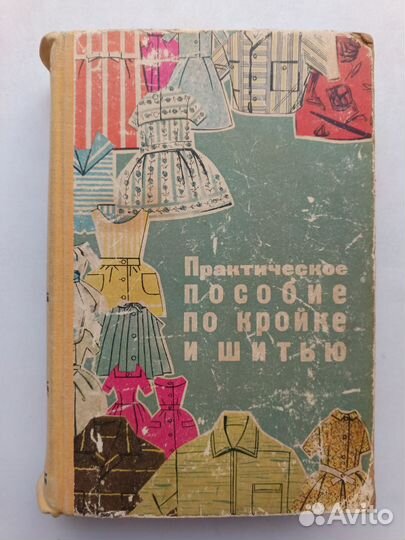 Практическое
пособие
по кройке
и шитью
Avito